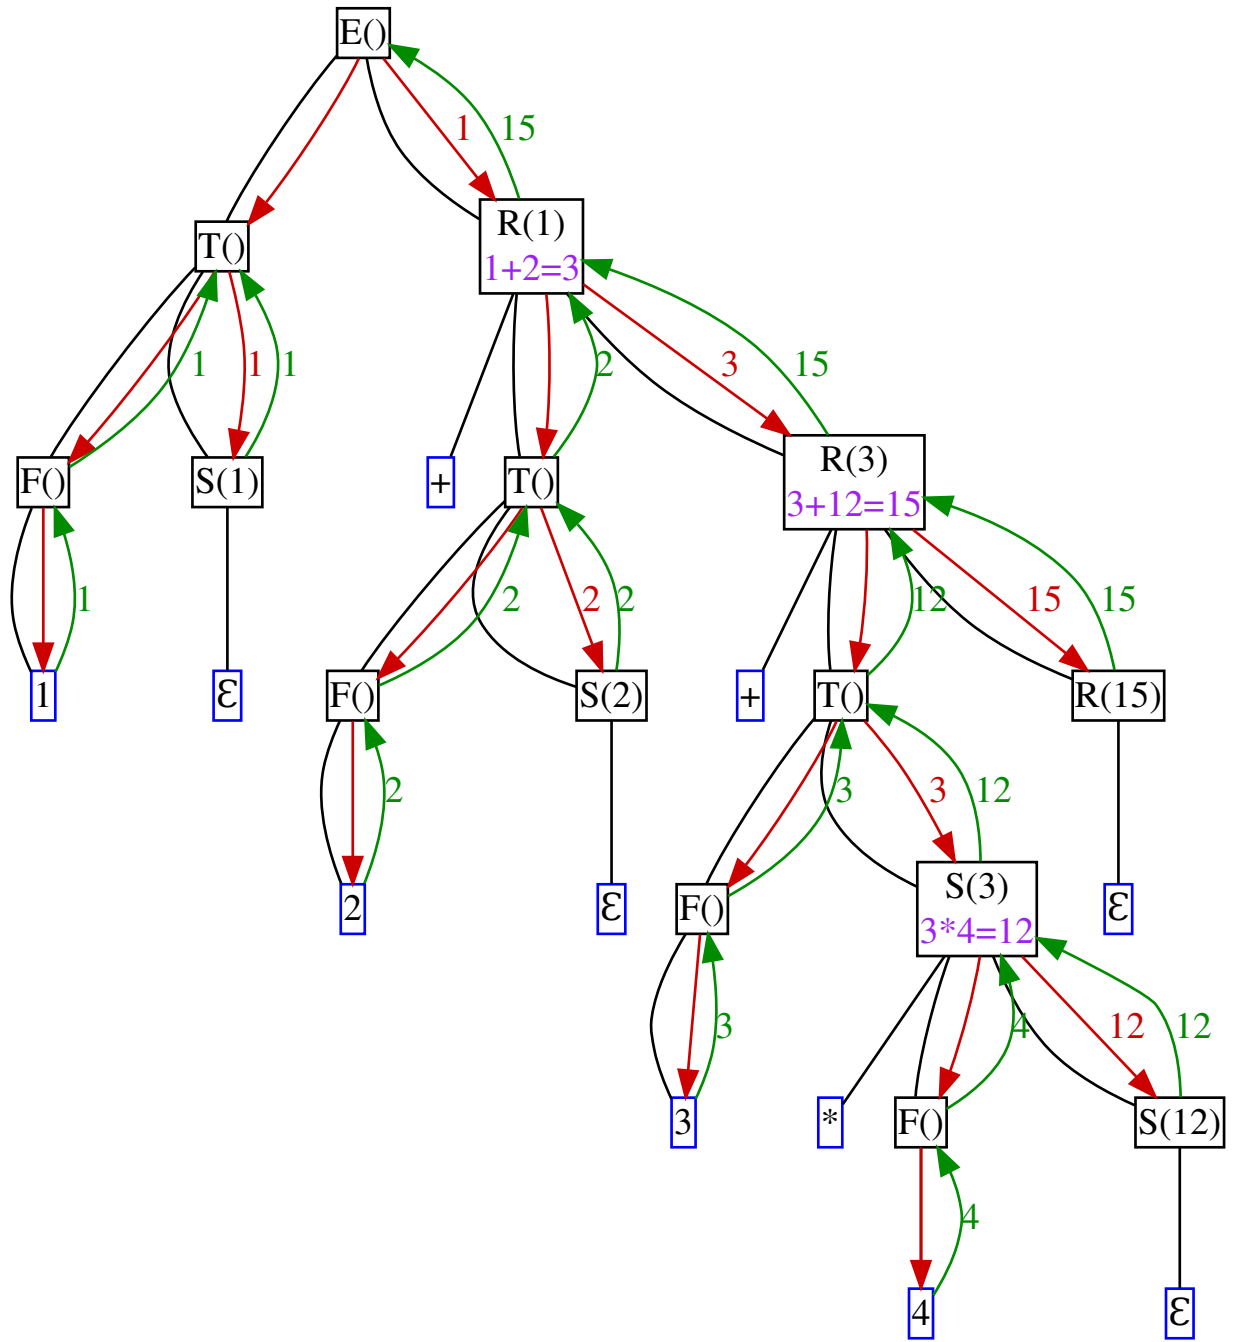 E()
1
15
R(1)
1+2=3
T()
1
1
1
2
3
15
F()
S(1)
+
T()
R(3)
3+12=15
1
2
2
2
12
15
15
1
Ɛ
F()
S(2)
+
T()
R(15)
2
3
3
12
2
Ɛ
F()
S(3)
3*4=12
Ɛ
3
4
12
12
3
*
F()
S(12)
4
4
Ɛ